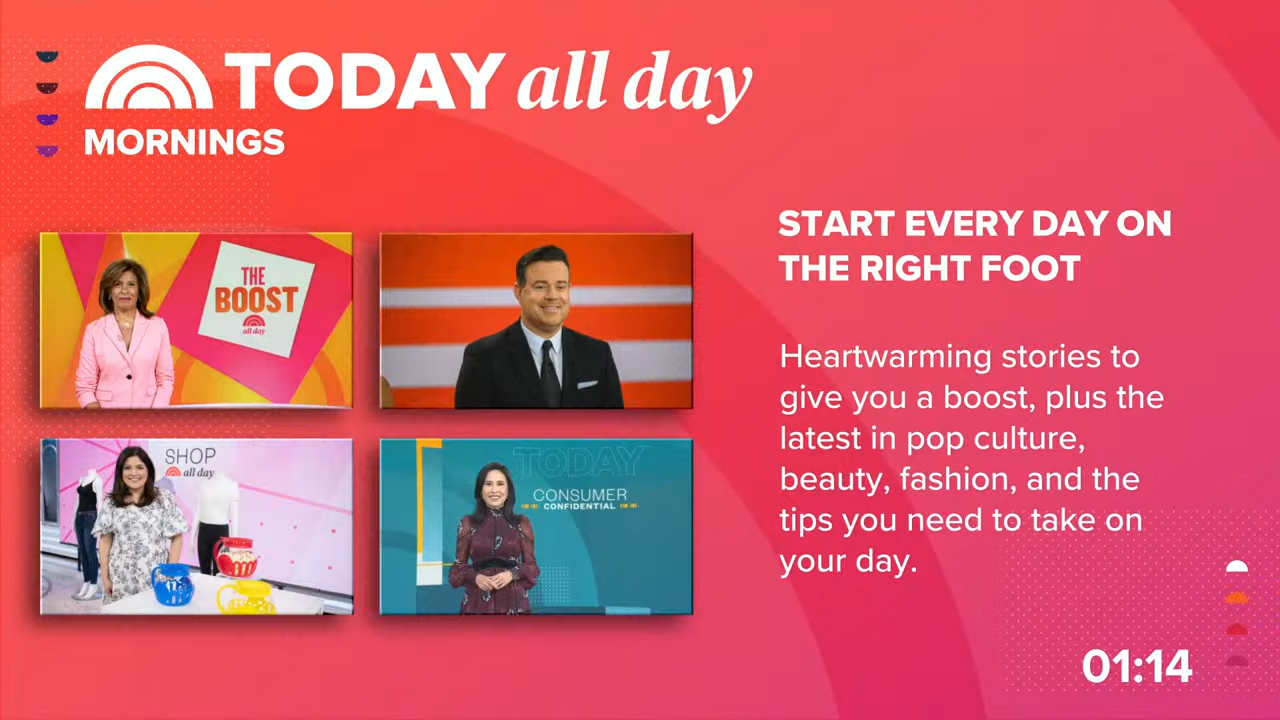 TODAY all day
MORNINGS
START EVERY DAY ON
THE RIGHT FOOT
THE
BOOST
all day
SHOP
all day
TODAY
CONSUMER
CONFIDENTIAL
Heartwarming stories to
give you a boost, plus the
latest in pop culture,
beauty, fashion, and the
tips you need to take on
your day.
01:14